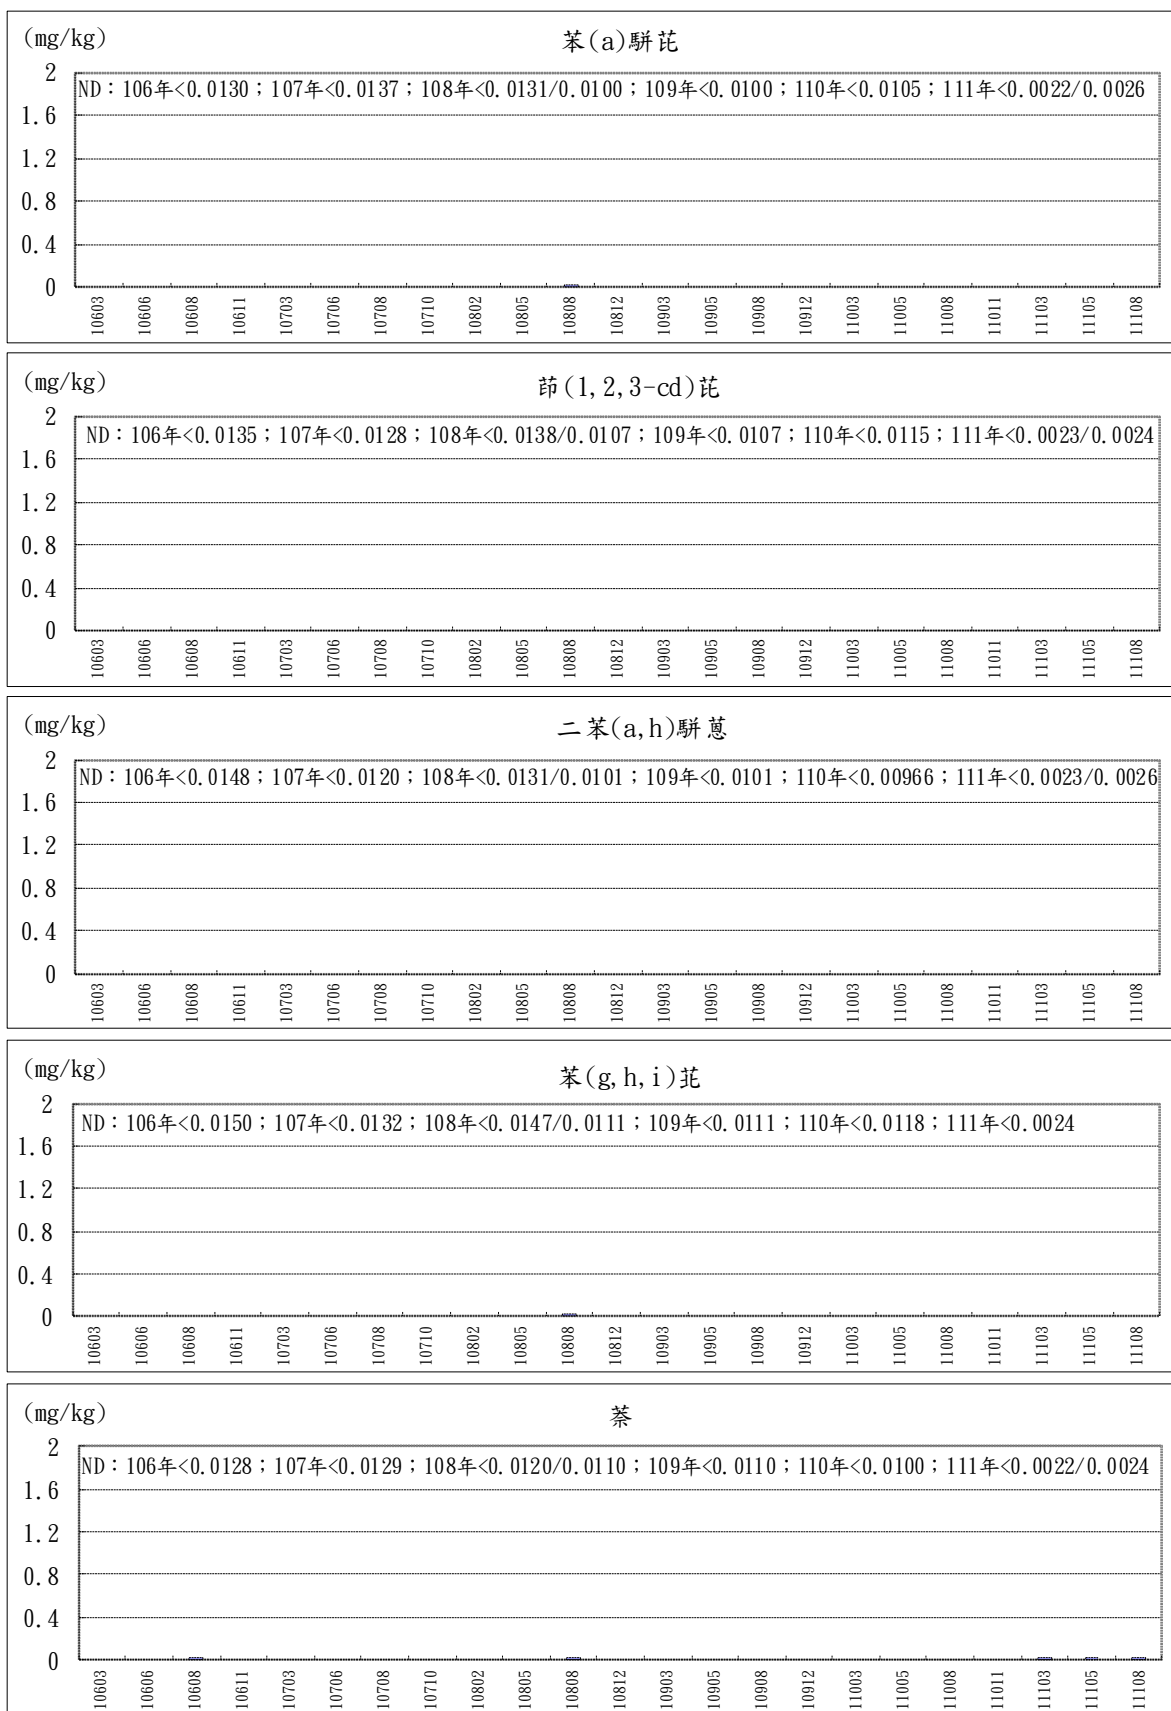 (mg/kg)
苯(a)駢芘
2
ND：106年<0.0130；107年<0.0137；108年<0.0131/0.0100；109年<0.0100；110年<0.0105；111年<0.0022/0.0026
1.6
1.2
0.8
0.4
0
10603 10606 10608 10611 10703 10706 10708 10710 10802 10805 10808 10812 10903 10905 10908 10912 11003 11005 11008 11011 11103 11105 11108
(mg/kg)
茚(1,2,3-cd)芘
2
ND：106年<0.0135；107年<0.0128；108年<0.0138/0.0107；109年<0.0107；110年<0.0115；111年<0.0023/0.0024
1.6
1.2
0.8
0.4
0
10603 10606 10608 10611 10703 10706 10708 10710 10802 10805 10808 10812 10903 10905 10908 10912 11003 11005 11008 11011 11103 11105 11108
(mg/kg)
二苯(a,h)駢蒽
2
ND：106年<0.0148；107年<0.0120；108年<0.0131/0.0101；109年<0.0101；110年<0.00966；111年<0.0023/0.0026
1.6
1.2
0.8
0.4
0
10603 10606 10608 10611 10703 10706 10708 10710 10802 10805 10808 10812 10903 10905 10908 10912 11003 11005 11008 11011 11103 11105 11108
(mg/kg)
苯(g,h,i)苝
2
ND：106年<0.0150；107年<0.0132；108年<0.0147/0.0111；109年<0.0111；110年<0.0118；111年<0.0024
1.6
1.2
0.8
0.4
0
10603 10606 10608 10611 10703 10706 10708 10710 10802 10805 10808 10812 10903 10905 10908 10912 11003 11005 11008 11011 11103 11105 11108
(mg/kg)
萘
2
ND：106年<0.0128；107年<0.0129；108年<0.0120/0.0110；109年<0.0110；110年<0.0100；111年<0.0022/0.0024
1.6
1.2
0.8
0.4
0
10603 10606 10608 10611 10703 10706 10708 10710 10802 10805 10808 10812 10903 10905 10908 10912 11003 11005 11008 11011 11103 11105 11108